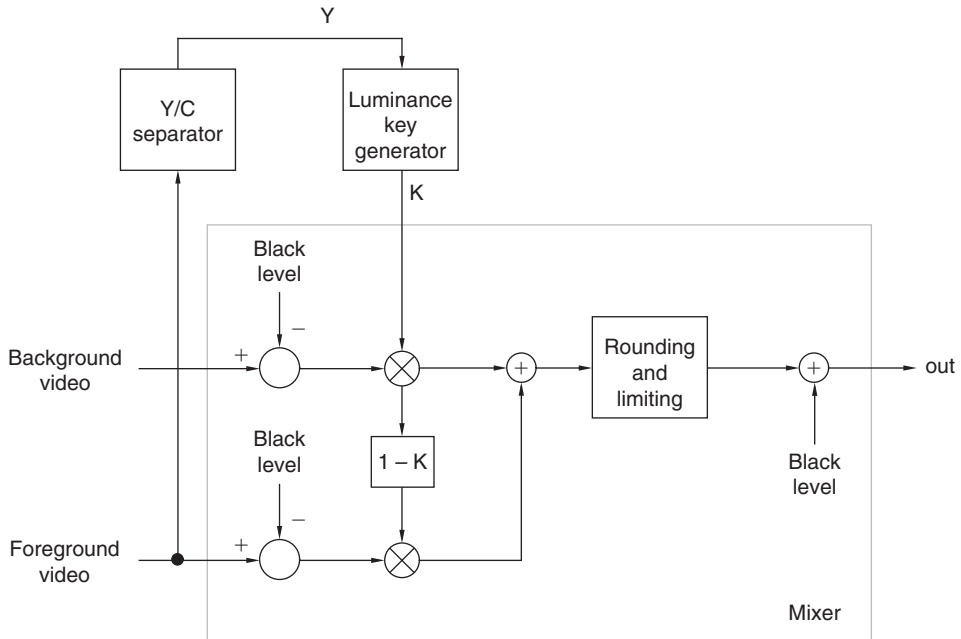 Y
Y/C
separator
Luminance
key
generator
K
Black
level
−
Background
video
+
+
Rounding
and
limiting
+
out
Black
level
1 – K
Black
level
−
Foreground
video
+
Mixer